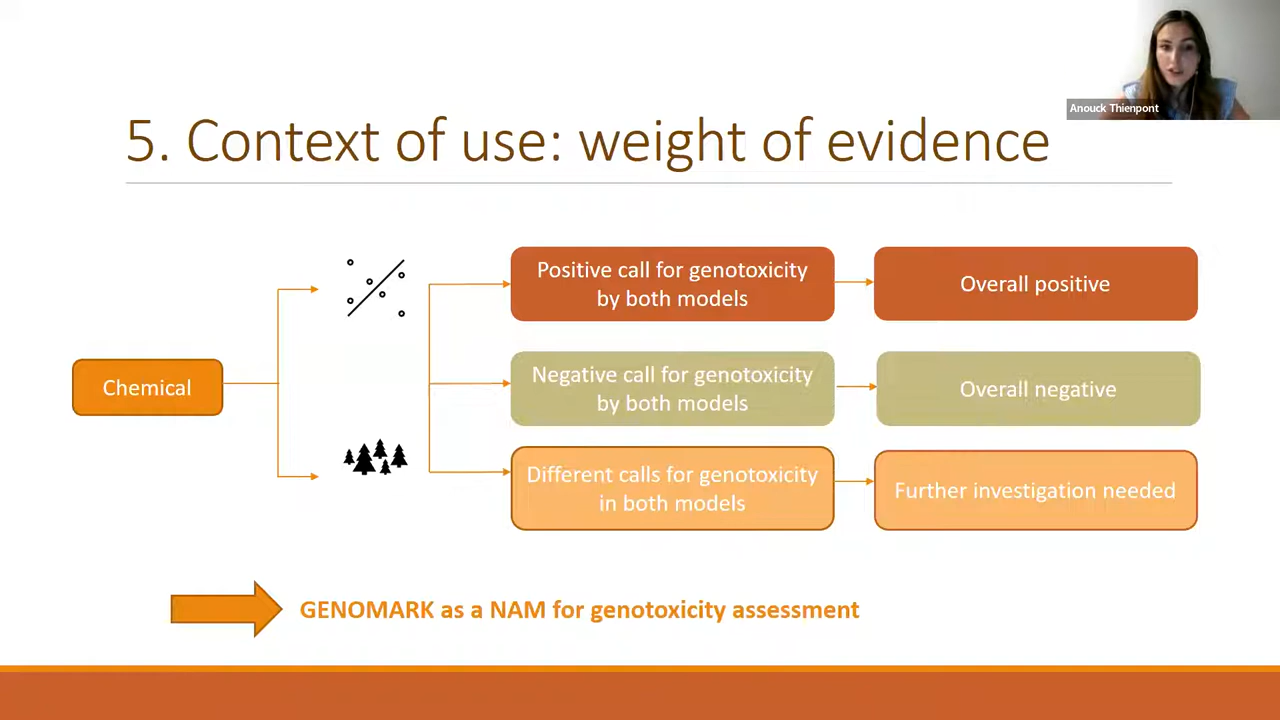 Anouck Thienpont
5. Context of use: weight of evidence
Positive call for genotoxicity
by both models
Overall positive
Chemical
Negative call for genotoxicity
by both models
Overall negative
Different calls for genotoxicity
in both models
Further investigation needed
GENOMARK as a NAM for genotoxicity assessment